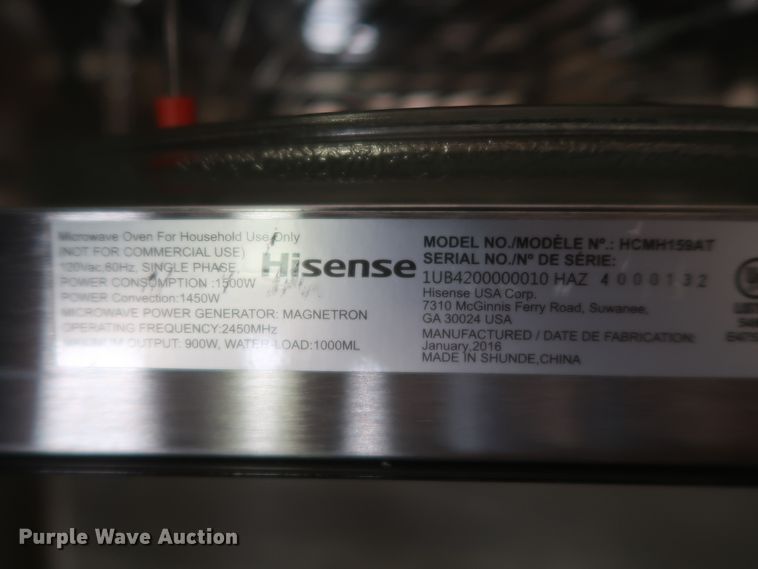 Microwave Oven For Household Use Only
(NOT FOR COMMERCIAL USE)
120Vac,60Hz, SINGLE PHASE,
POWER CONSUMPTION :1500W
POWER Convection:1450W
MICROWAVE POWER GENERATOR: MAGNETRON
OPERATING FREQUENCY:2450MHz
MAXIMUM OUTPUT: 900W, WATER-LOAD:1000ML
Hisense
MODEL NO./MODÈLE Nº.: HCMH159AT
SERIAL NO./Nº DE SÉRIE:
1UB4200000010 HAZ 4000132
Hisense USA Corp.
7310 McGinnis Ferry Road, Suwanee,
GA 30024 USA
MANUFACTURED / DATE DE FABRICATION:
January,2016
MADE IN SHUNDE,CHINA
Purple Wave Auction